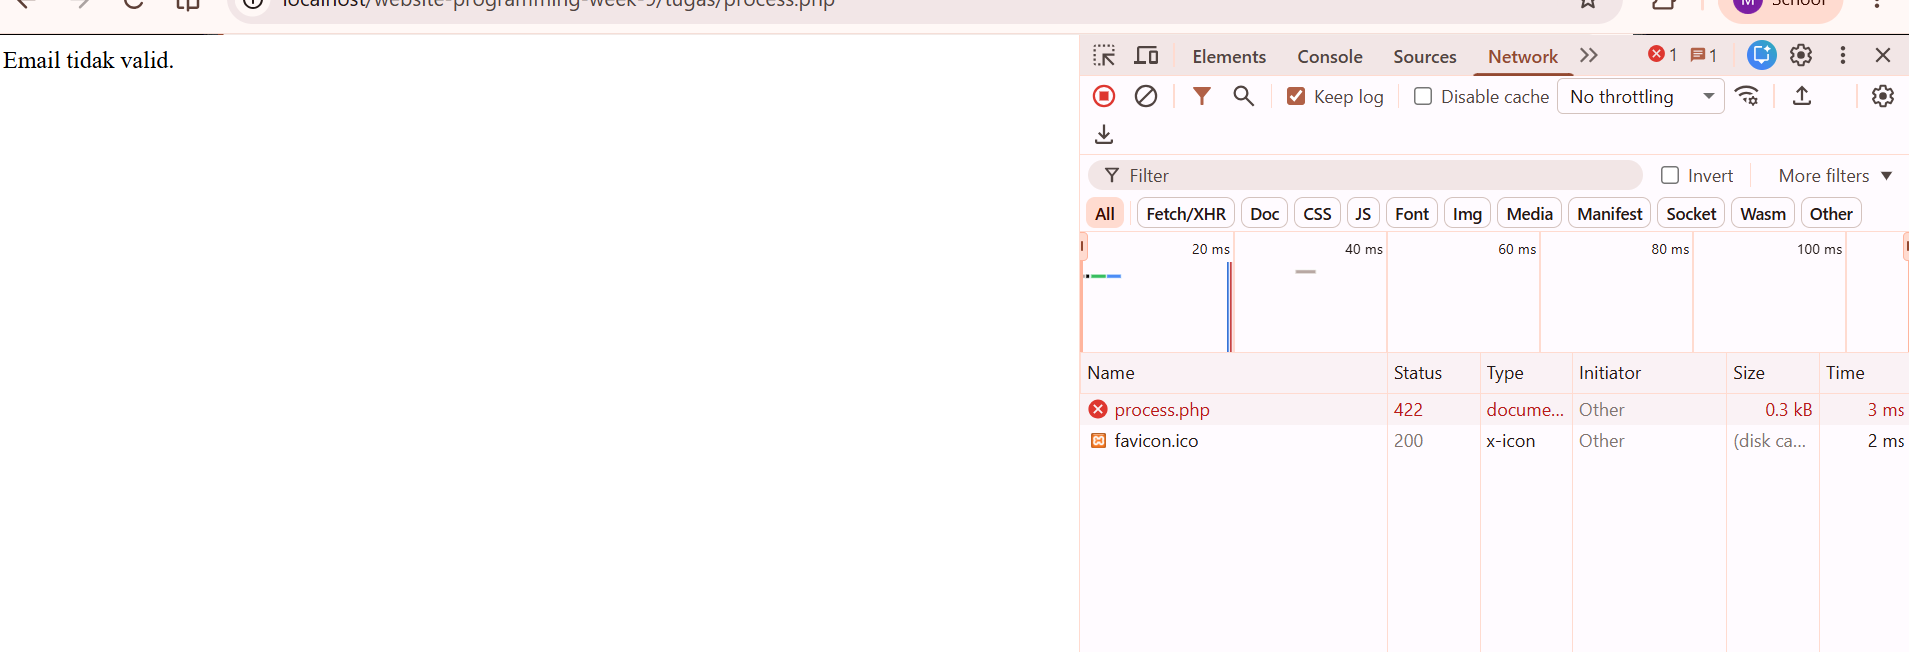 localhost/website-programming-week-9/tugas/process.php
School
Email tidak valid.
Elements Console Sources Network 1 1
Keep log Disable cache No throttling
Filter Invert More filters
All Fetch/XHR Doc CSS JS Font Img Media Manifest Socket Wasm Other
20 ms 40 ms 60 ms 80 ms 100 ms
Name Status Type Initiator Size Time
process.php 422 docume... Other 0.3 kB 3 ms
favicon.ico 200 x-icon Other (disk ca... 2 ms